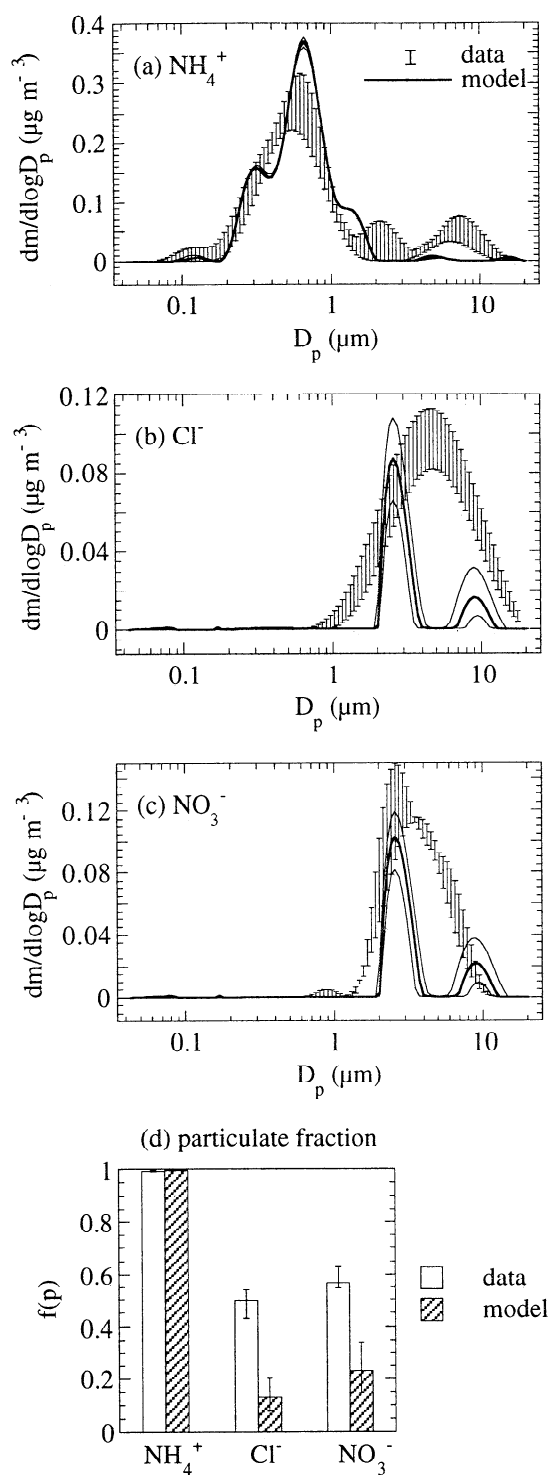 0.4
(a) NH4+
data
model
0.3
0.2
0.1
0
dm/dlogDp (µg m-3)
0.1 1 10
Dp (µm)
0.12
(b) Cl-
0.08
0.04
0
dm/dlogDp (µg m-3)
0.1 1 10
Dp (µm)
(c) NO3-
0.12
0.08
0.04
0
dm/dlogDp (µg m-3)
0.1 1 10
Dp (µm)
(d) particulate fraction
1
0.8
0.6
0.4
0.2
0
f(p)
data
model
NH4+ Cl- NO3-